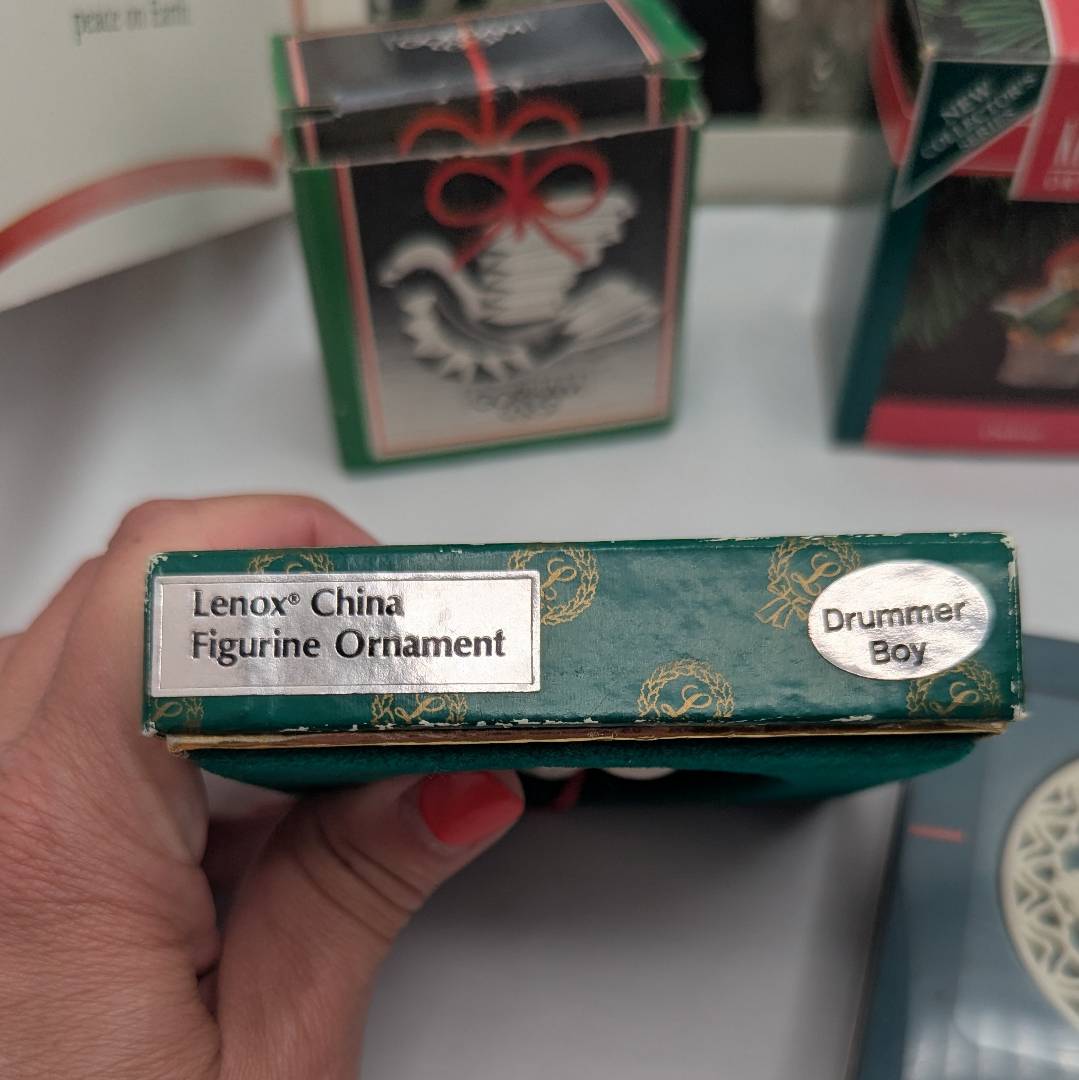 peace on Earth
NEW
COLLECTOR'S
SERIES
Lenox® China
Figurine Ornament
Drummer
Boy